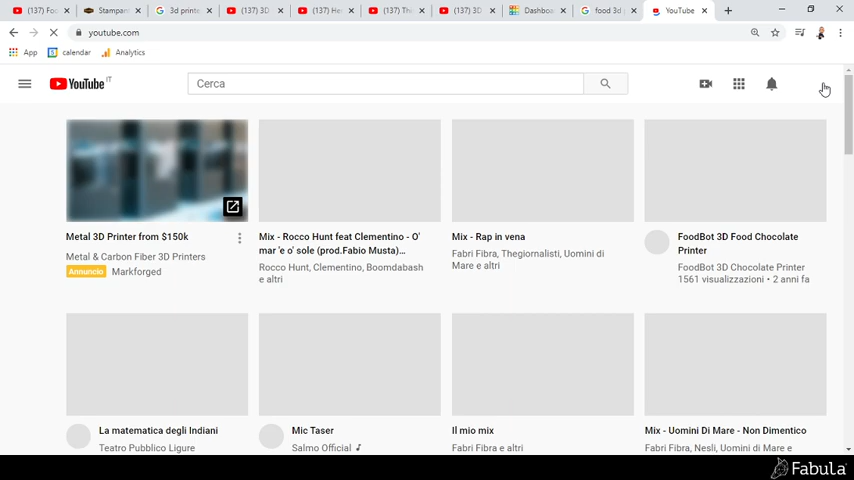 (137) Fo
Stampan
3d printe
(137) 3D
(137) He
(137) Th
(137) 3D
Dashboa
food 3d p
YouTube
youtube.com
App
calendar
Analytics
YouTube IT
Cerca
Metal 3D Printer from $150k
Metal & Carbon Fiber 3D Printers
Annuncio Markforged
Mix - Rocco Hunt feat Clementino - O'
mar 'e o' sole (prod.Fabio Musta)...
Rocco Hunt, Clementino, Boomdabash
e altri
Mix - Rap in vena
Fabri Fibra, Thegiornalisti, Uomini di
Mare e altri
FoodBot 3D Food Chocolate
Printer
FoodBot 3D Chocolate Printer
1561 visualizzazioni • 2 anni fa
La matematica degli Indiani
Teatro Pubblico Ligure
Mic Taser
Salmo Official
Il mio mix
Fabri Fibra e altri
Mix - Uomini Di Mare - Non Dimentico
Fabri Fibra, Nesli, Uomini di Mare e
Fabula